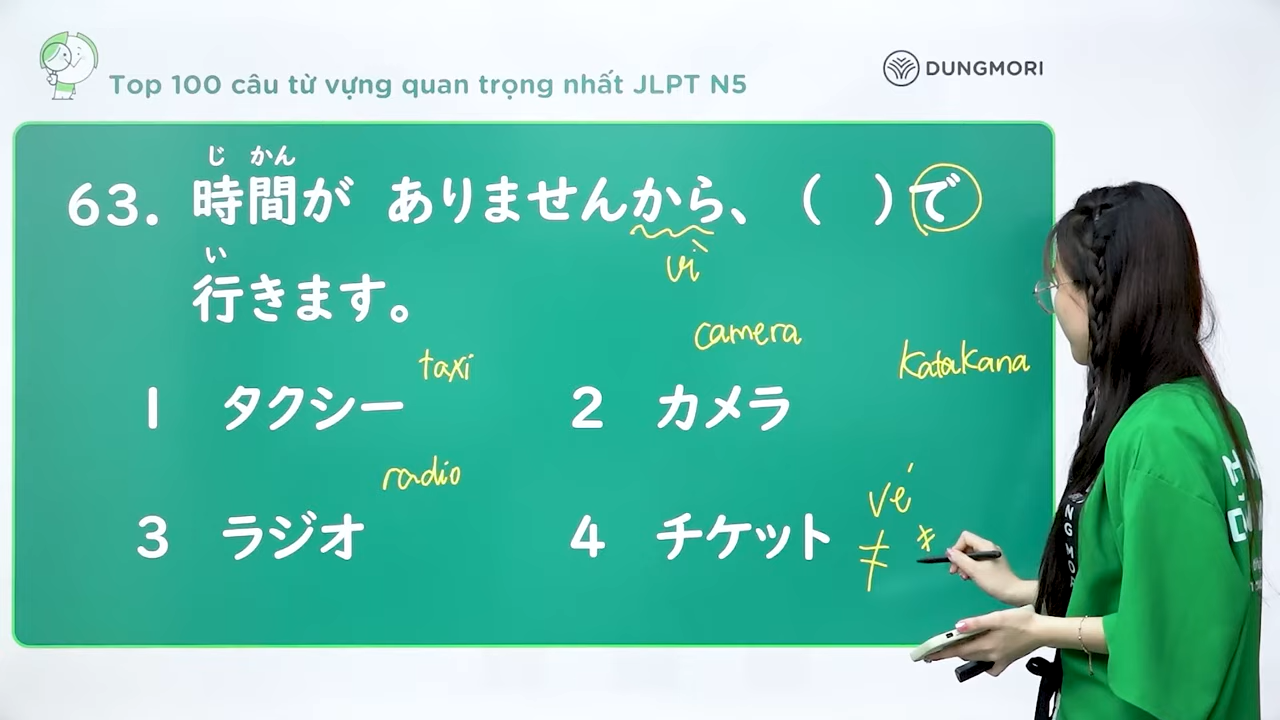 Top 100 câu từ vựng quan trọng nhất JLPT N5
DUNGMORI
じ かん
63. 時間が ありませんから、( )で
vì
い
行きます。
camera
katakana
taxi
1 タクシー
2 カメラ
radio
vé
3 ラジオ
4 チケット
≠ キ